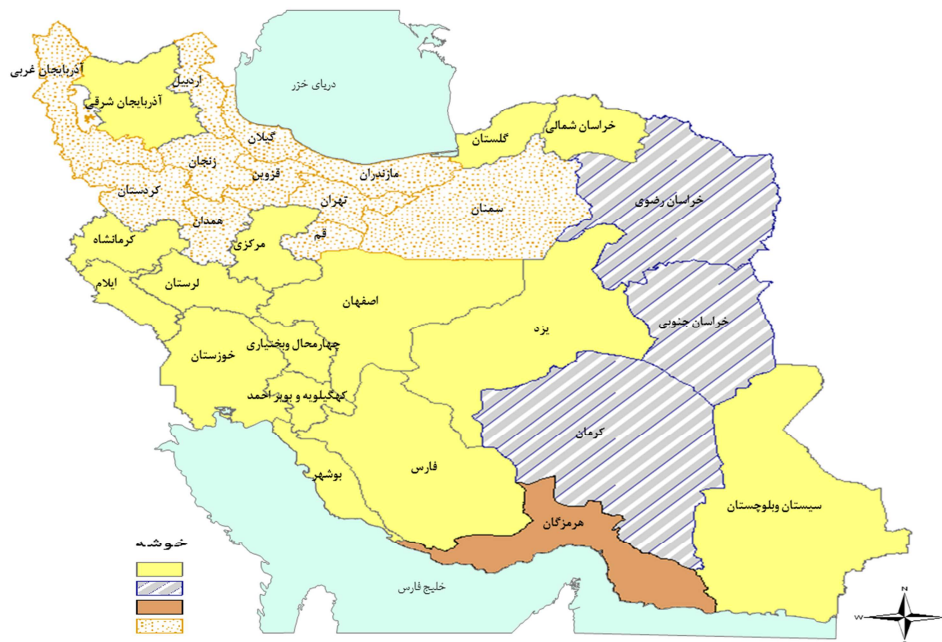 دریای خزر
آذربایجان غربی
اردبیل
آذربایجان شرقی
گیلان
زنجان
قزوین
مازندران
گلستان
خراسان شمالی
کردستان
تهران
سمنان
خراسان رضوی
همدان
قم
کرمانشاه
مرکزی
ایلام
لرستان
اصفهان
یزد
خراسان جنوبی
چهارمحال وبختیاری
خوزستان
کهگیلویه و بویر احمد
کرمان
فارس
بوشهر
سیستان وبلوچستان
هرمزگان
خلیج فارس
خوشه
N
W
E
S